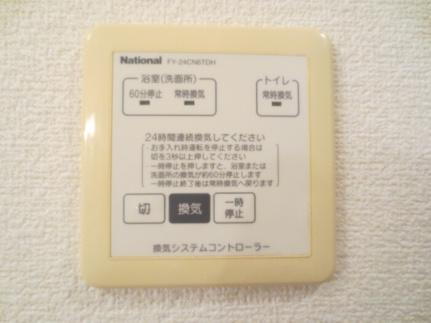 National FY-24CN6TDH
浴室(洗面所)
トイレ
60分停止 常時換気
常時換気
24時間連続換気してください
・お手入れ時運転を停止する場合は
切を3秒以上押してください
・一時停止を押しますと、浴室または
洗面所の換気が約60分停止します
・一時停止終了後は常時換気へ戻ります
切
換気
一時
停止
換気システムコントローラー